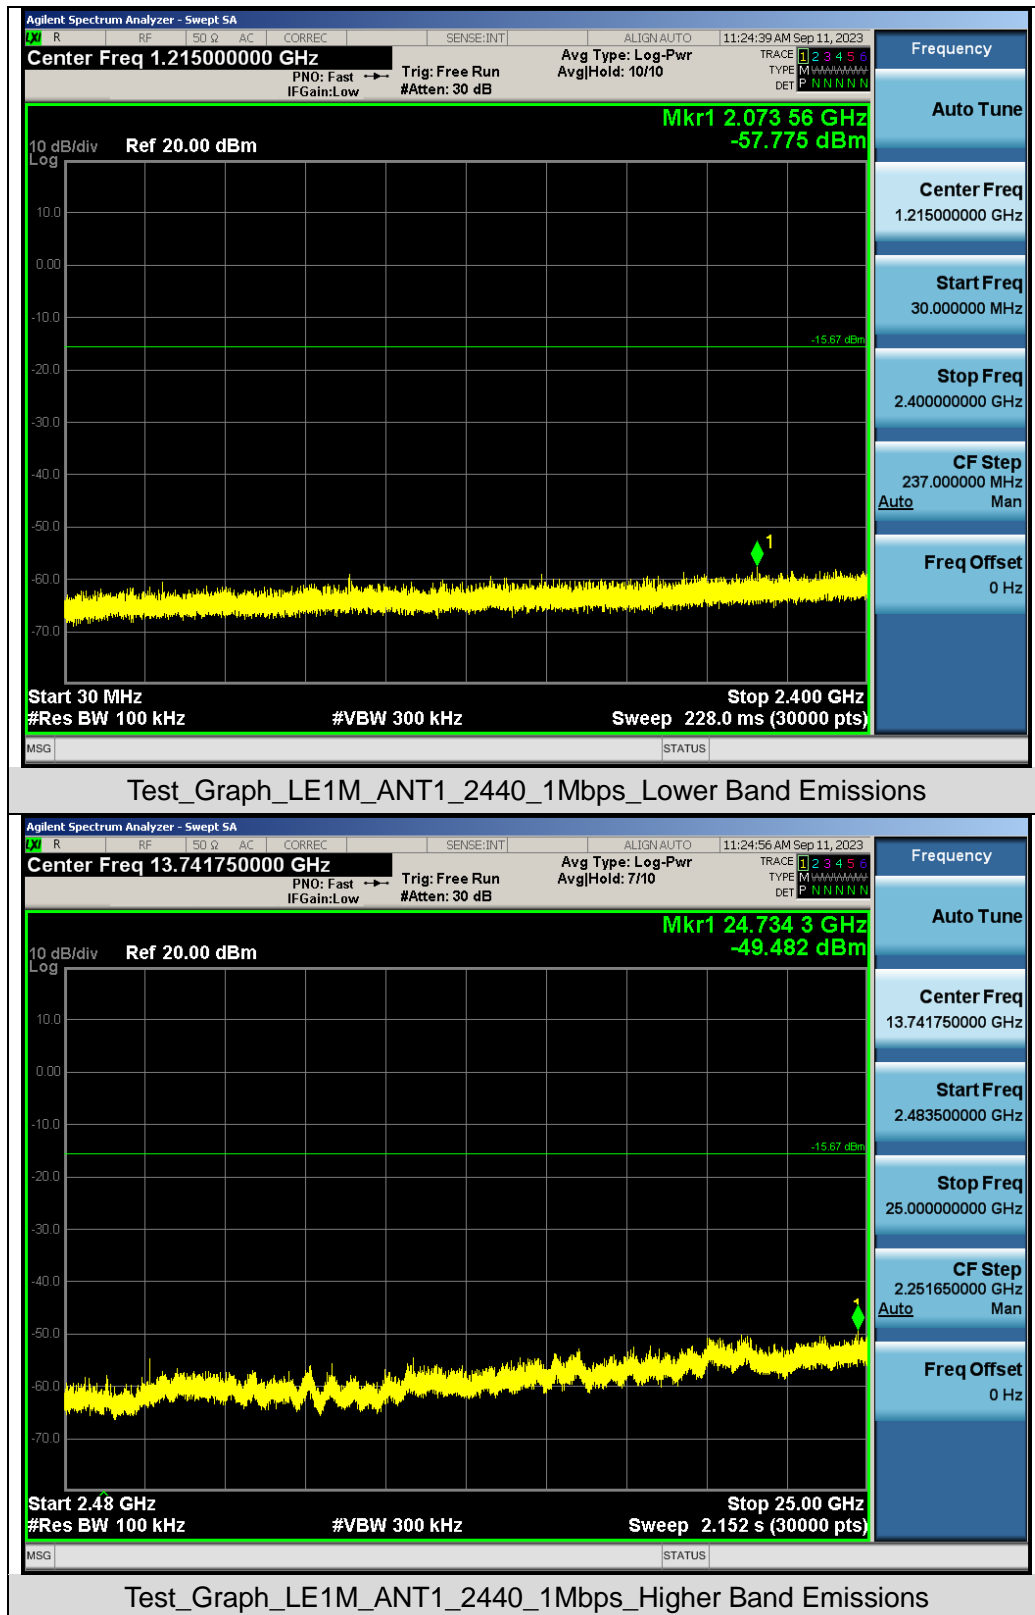 Agilent Spectrum Analyzer - Swept SA
LXI R RF 50 Ω AC CORREC SENSE:INT ALIGN AUTO 11:24:39 AM Sep 11, 2023
Center Freq 1.215000000 GHz
PNO: Fast
IFGain:Low
Trig: Free Run
#Atten: 30 dB
Avg Type: Log-Pwr
Avg|Hold: 10/10
TRACE 1 2 3 4 5 6
TYPE M
DET P N N N N N
Mkr1 2.073 56 GHz
-57.775 dBm
10 dB/div Ref 20.00 dBm
Log
10.0
0.00
-10.0
-15.67 dBm
-20.0
-30.0
-40.0
-50.0
1
-60.0
-70.0
Start 30 MHz Stop 2.400 GHz
#Res BW 100 kHz #VBW 300 kHz Sweep 228.0 ms (30000 pts)
MSG STATUS
Frequency
Auto Tune
Center Freq
1.215000000 GHz
Start Freq
30.000000 MHz
Stop Freq
2.400000000 GHz
CF Step
237.000000 MHz
Auto Man
Freq Offset
0 Hz
Test_Graph_LE1M_ANT1_2440_1Mbps_Lower Band Emissions
Agilent Spectrum Analyzer - Swept SA
LXI R RF 50 Ω AC CORREC SENSE:INT ALIGN AUTO 11:24:56 AM Sep 11, 2023
Center Freq 13.741750000 GHz
PNO: Fast
IFGain:Low
Trig: Free Run
#Atten: 30 dB
Avg Type: Log-Pwr
Avg|Hold: 7/10
TRACE 1 2 3 4 5 6
TYPE M
DET P N N N N N
Mkr1 24.734 3 GHz
-49.482 dBm
10 dB/div Ref 20.00 dBm
Log
10.0
0.00
-10.0
-15.67 dBm
-20.0
-30.0
-40.0
1
-50.0
-60.0
-70.0
Start 2.48 GHz Stop 25.00 GHz
#Res BW 100 kHz #VBW 300 kHz Sweep 2.152 s (30000 pts)
MSG STATUS
Frequency
Auto Tune
Center Freq
13.741750000 GHz
Start Freq
2.483500000 GHz
Stop Freq
25.000000000 GHz
CF Step
2.251650000 GHz
Auto Man
Freq Offset
0 Hz
Test_Graph_LE1M_ANT1_2440_1Mbps_Higher Band Emissions